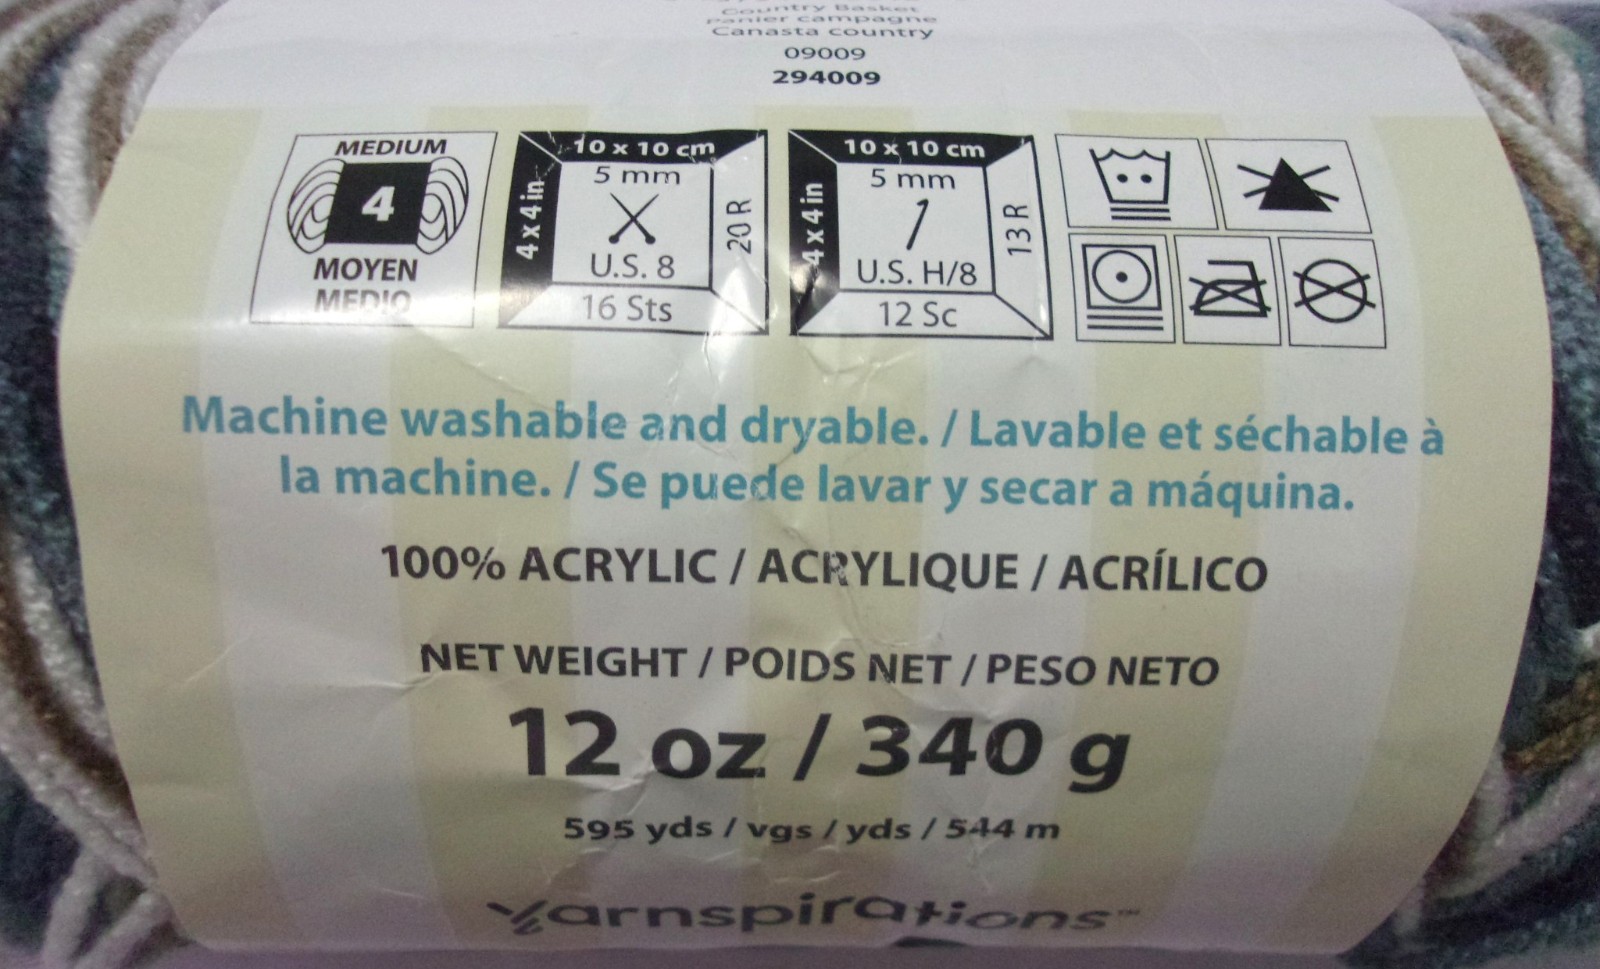 Country Basket
Panier campagne
Canasta country
09009
294009
MEDIUM
4
MOYEN
MEDIO
10 x 10 cm
4 x 4 in
5 mm
U.S. 8
20 R
16 Sts
10 x 10 cm
4 x 4 in
5 mm
U.S. H/8
13 R
12 Sc
Machine washable and dryable. / Lavable et séchable à
la machine. / Se puede lavar y secar a máquina.
100% ACRYLIC / ACRYLIQUE / ACRÍLICO
NET WEIGHT / POIDS NET / PESO NETO
12 oz / 340 g
595 yds / vgs / yds / 544 m
Yarnspirations™